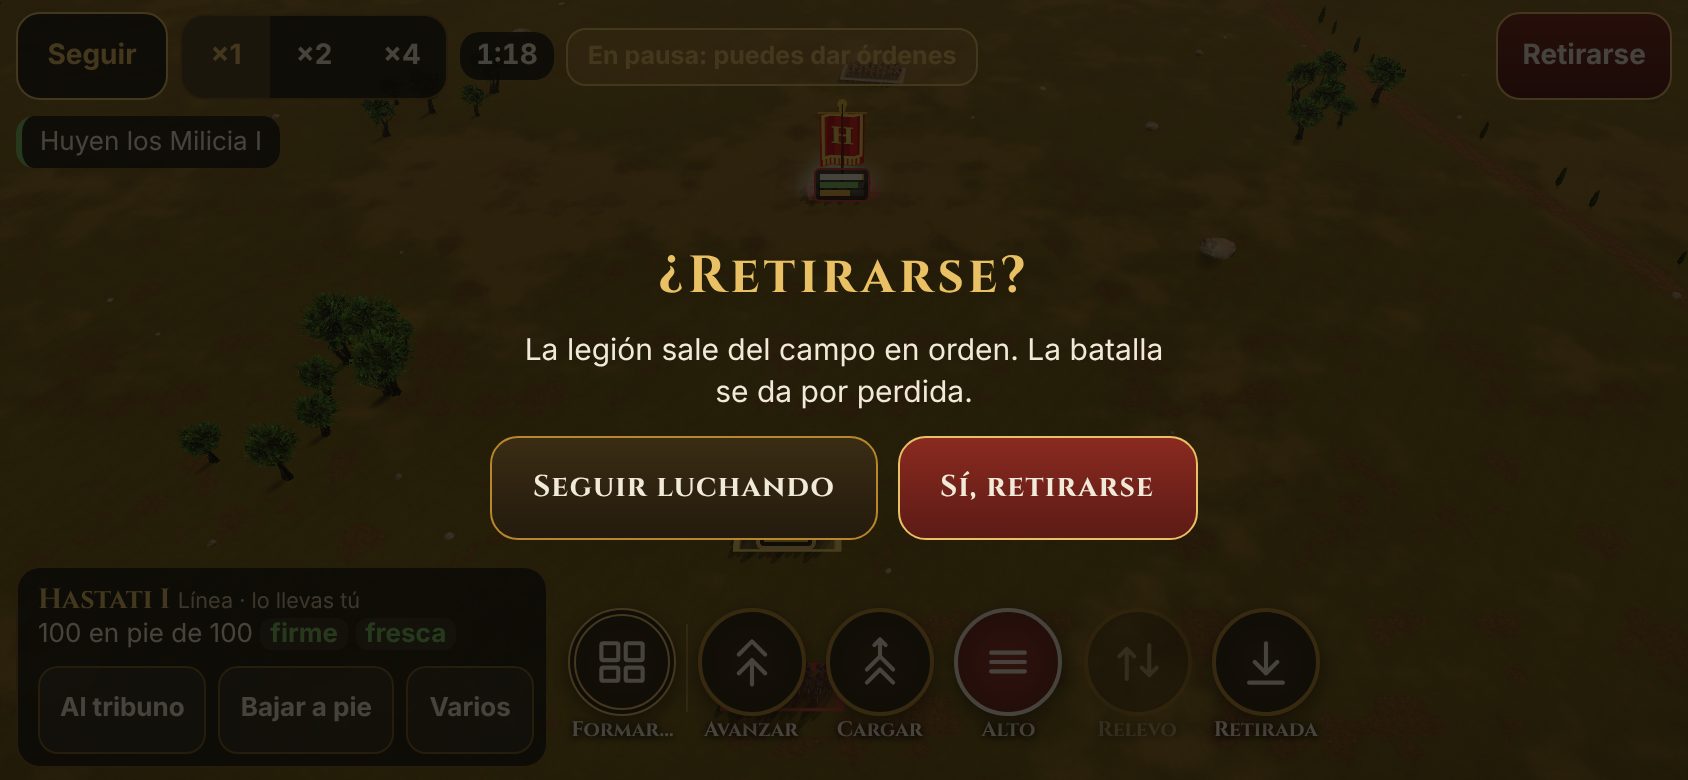 Seguir
×1
×2
×4
1:18
En pausa: puedes dar órdenes
Retirarse
Huyen los Milicia I
H
¿Retirarse?
La legión sale del campo en orden. La batalla
se da por perdida.
Seguir luchando
Sí, retirarse
Hastati I Línea · lo llevas tú
100 en pie de 100 firme fresca
Al tribuno
Bajar a pie
Varios
Formar...
Avanzar
Cargar
Alto
Relevo
Retirada